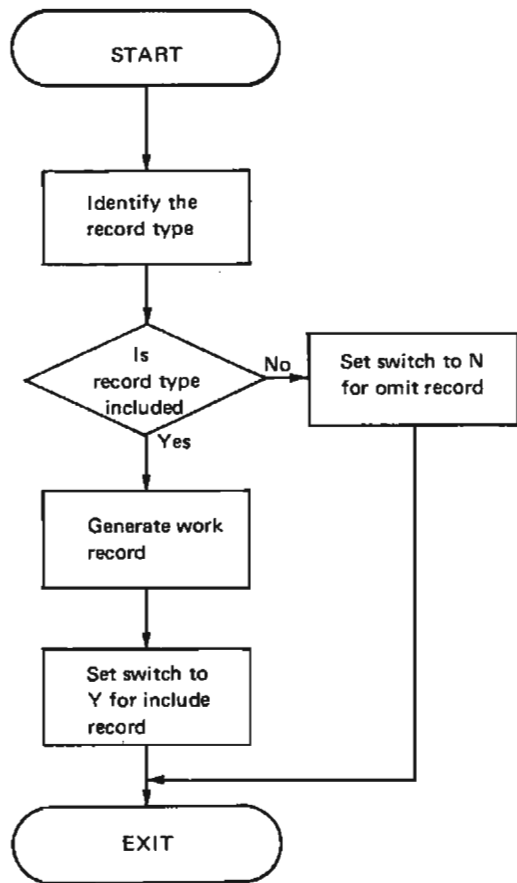 START
Identify the
record type
Is
record type
included
No
Set switch to N
for omit record
Yes
Generate work
record
Set switch to
Y for include
record
EXIT